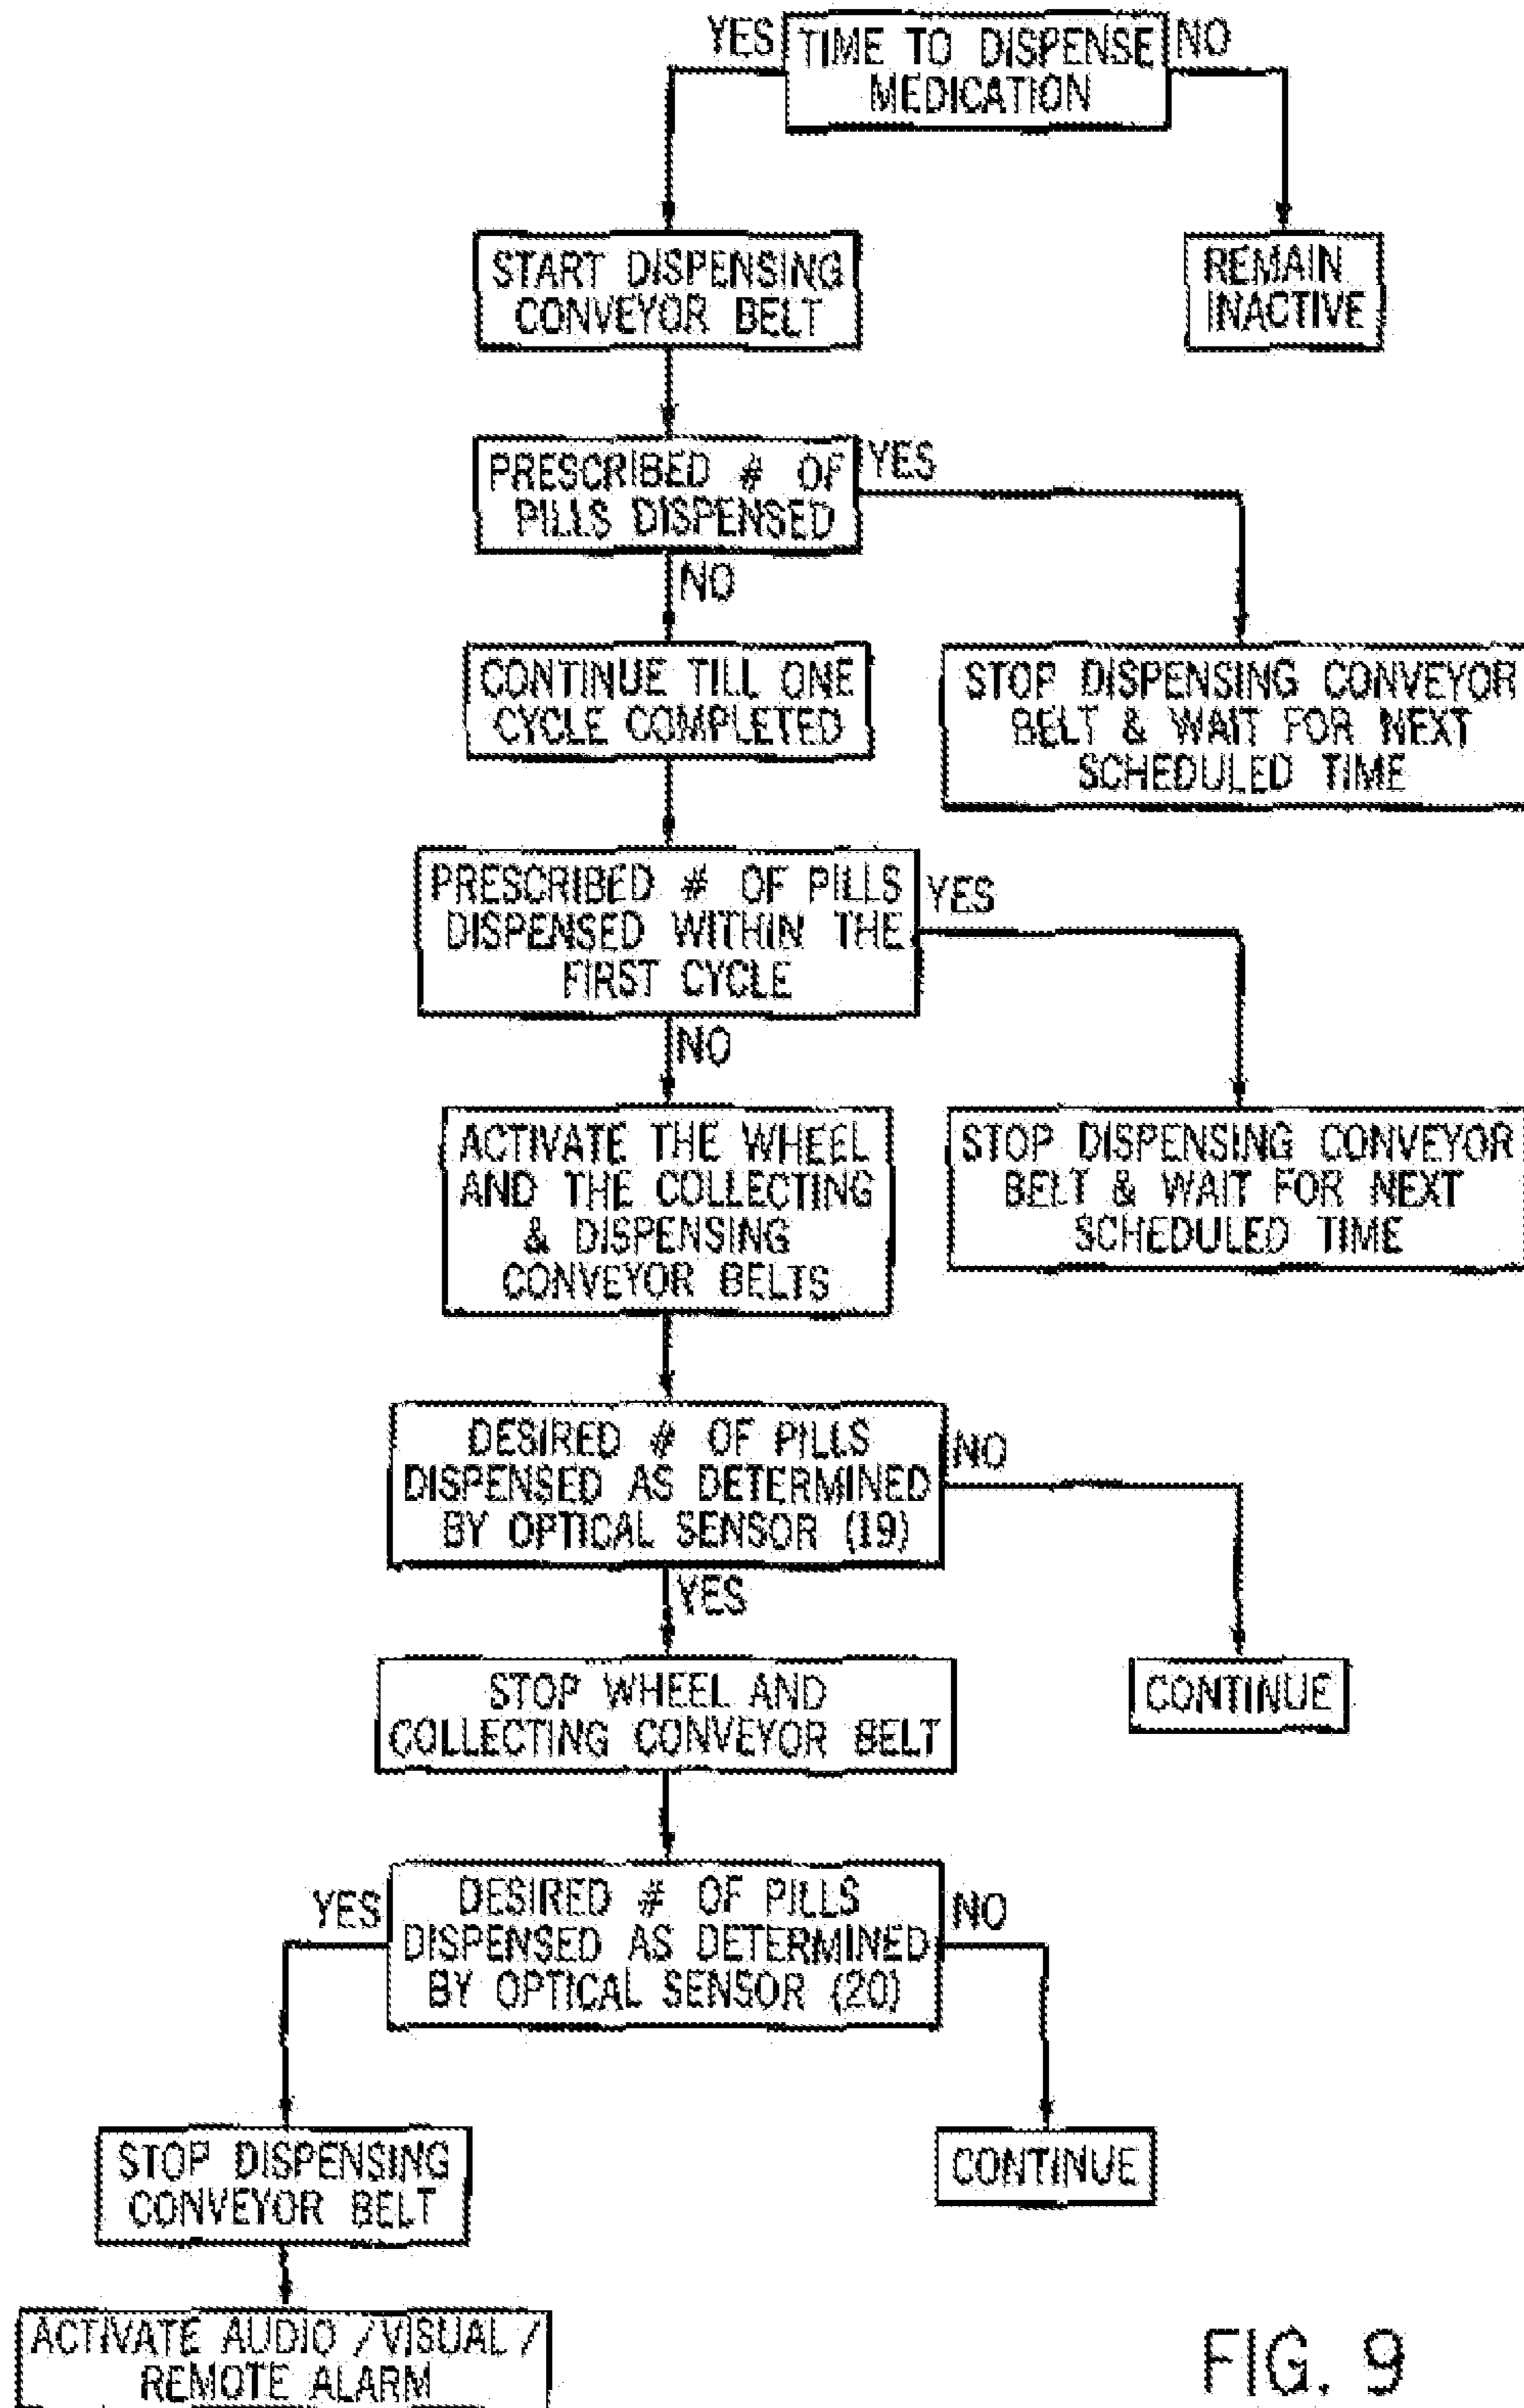 YES
TIME TO DISPENSE
MEDICATION
NO
START DISPENSING
CONVEYOR BELT
REMAIN
INACTIVE
PRESCRIBED # OF
PILLS DISPENSED
YES
NO
CONTINUE TILL ONE
CYCLE COMPLETED
STOP DISPENSING CONVEYOR
BELT & WAIT FOR NEXT
SCHEDULED TIME
PRESCRIBED # OF PILLS
DISPENSED WITHIN THE
FIRST CYCLE
YES
NO
ACTIVATE THE WHEEL
AND THE COLLECTING
& DISPENSING
CONVEYOR BELTS
STOP DISPENSING CONVEYOR
BELT & WAIT FOR NEXT
SCHEDULED TIME
DESIRED # OF PILLS
DISPENSED AS DETERMINED
BY OPTICAL SENSOR (19)
NO
YES
STOP WHEEL AND
COLLECTING CONVEYOR BELT
CONTINUE
YES
DESIRED # OF PILLS
DISPENSED AS DETERMINED
BY OPTICAL SENSOR (20)
NO
STOP DISPENSING
CONVEYOR BELT
CONTINUE
ACTIVATE AUDIO / VISUAL /
REMOTE ALARM
FIG. 9